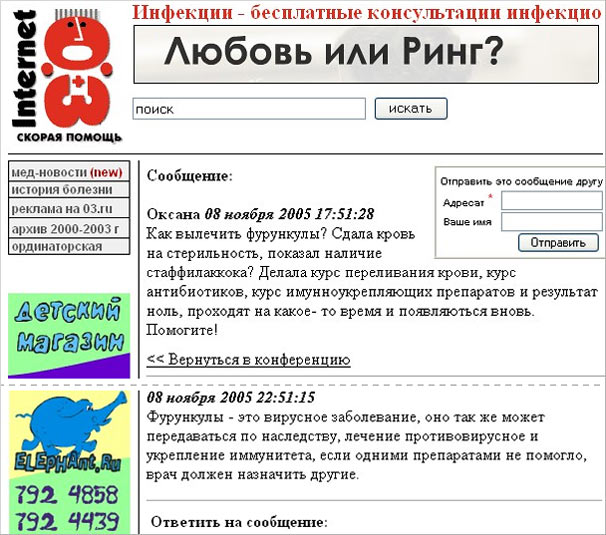 Инфекции - бесплатные консультации инфекцио
Internet
СКОРАЯ ПОМОЩЬ
Любовь или Ринг?
поиск
искать
мед-новости (new)
история болезни
реклама на 03.ru
архив 2000-2003 г
ординаторская
Сообщение:
Отправить это сообщение другу
Адресат *
Ваше имя
Отправить
Оксана 08 ноября 2005 17:51:28
Как вылечить фурункулы? Сдала кровь
на стерильность, показал наличие
стаффилаккока? Делала курс переливания крови, курс
антибиотиков, курс имунноукрепляющих препаратов и результат
ноль, проходят на какое- то время и появляються вновь.
Помогите!
<< Вернуться в конференцию
детский
магазин
08 ноября 2005 22:51:15
Фурункулы - это вирусное заболевание, оно так же может
передаваться по наследству, лечение противовирусное и
укрепление иммунитета, если одними препаратами не помогло,
врач должен назначить другие.
ELEpHAnt.Ru
792 4858
792 4439
Ответить на сообщение: